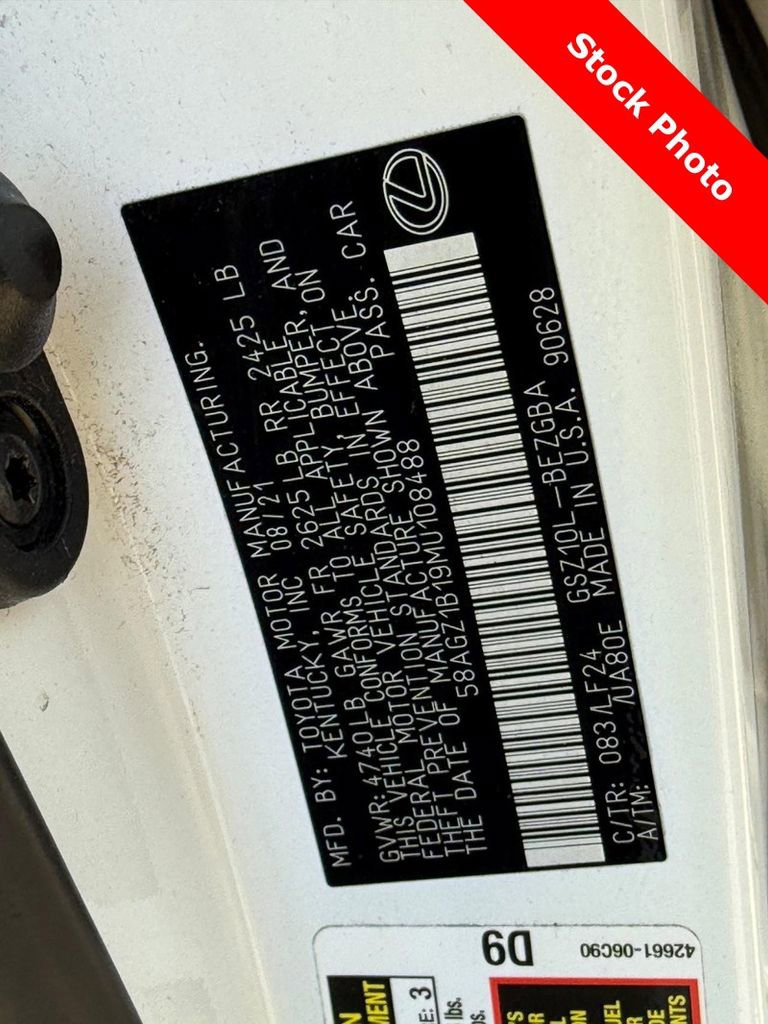 Stock Photo
MFD. BY: TOYOTA MOTOR MANUFACTURING.
KENTUCKY, INC 08/21
GVWR: 4740 LB GAWR FR 2625 LB RR 2425 LB
THIS VEHICLE CONFORMS TO ALL APPLICABLE
FEDERAL MOTOR VEHICLE SAFETY, BUMPER, AND
THEFT PREVENTION STANDARDS IN EFFECT ON
THE DATE OF MANUFACTURE SHOWN ABOVE.
58AGZ1B19MU108488 PASS. CAR
C/TR: 083/LF24 GSZ10L-BEZGBA
A/TM: /UA80E MADE IN U.S.A. 90628
D9
42661-06C90